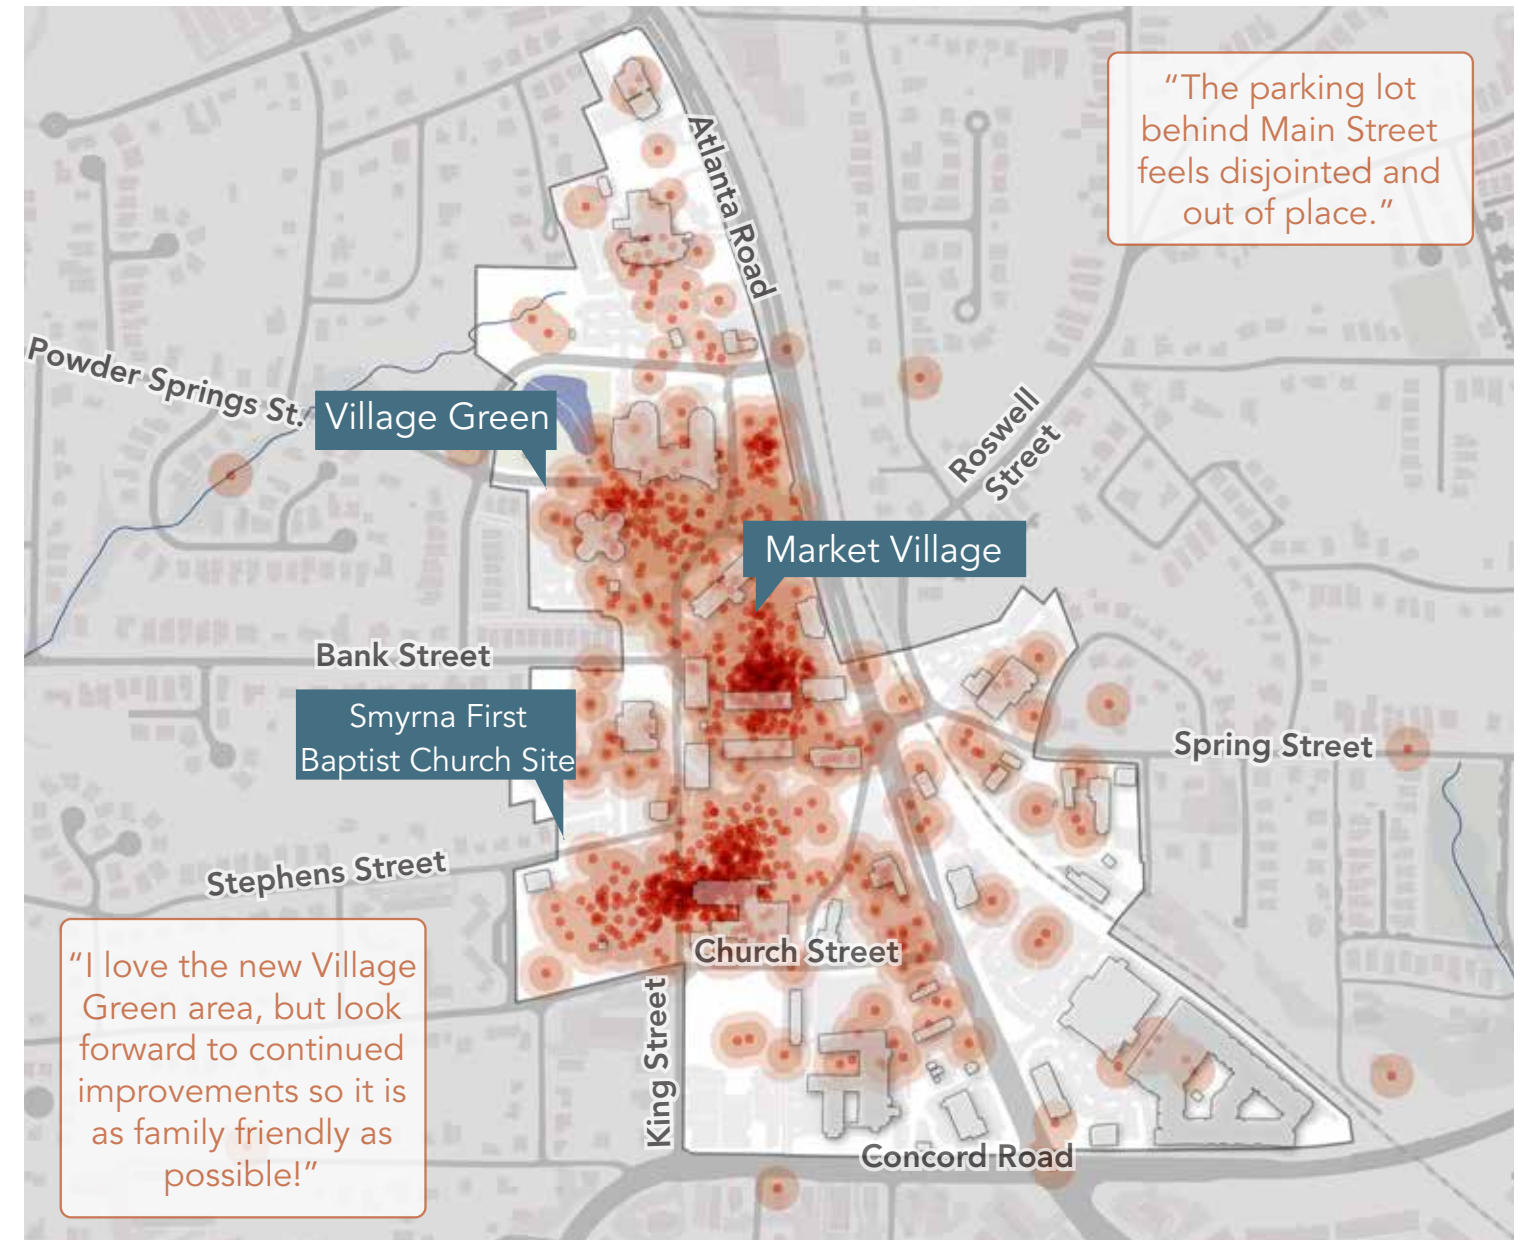 “The parking lot
behind Main Street
feels disjointed and
out of place.”
Atlanta Road
Powder Springs St.
Village Green
Roswell
Street
Market Village
Bank Street
Smyrna First
Baptist Church Site
Spring Street
Stephens Street
Church Street
“I love the new Village
Green area, but look
forward to continued
improvements so it is
as family friendly as
possible!”
King Street
Concord Road